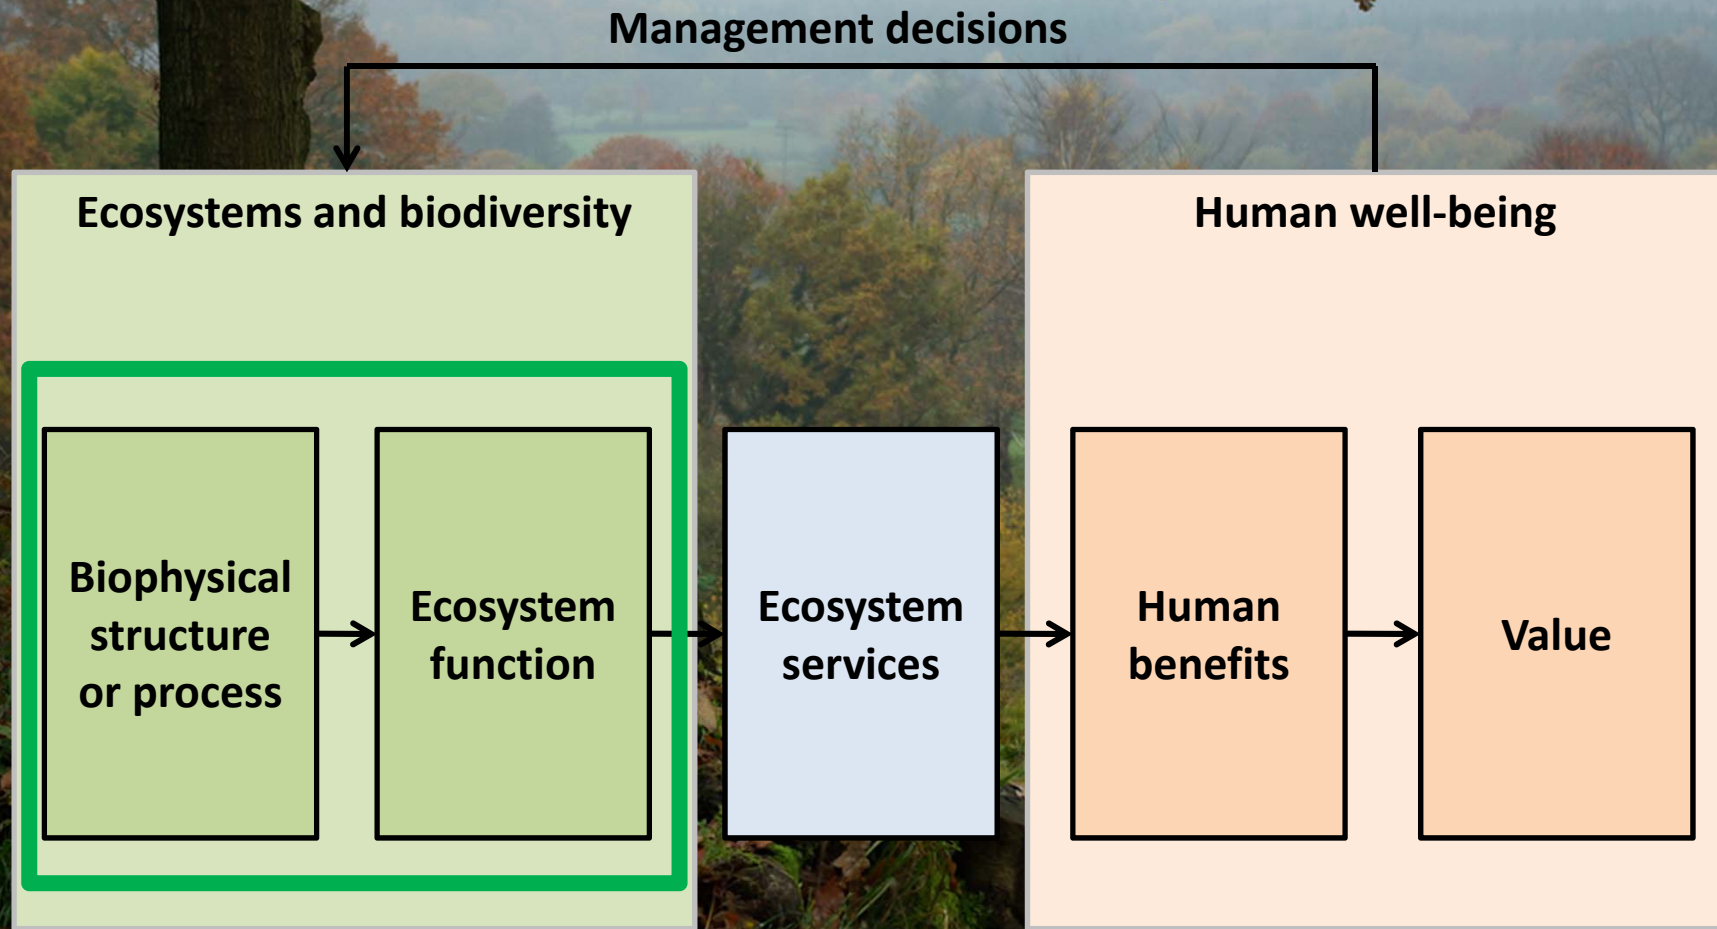 Management decisions
Ecosystems and biodiversity
Human well-being
Biophysical
structure
or process
Ecosystem
function
Ecosystem
services
Human
benefits
Value